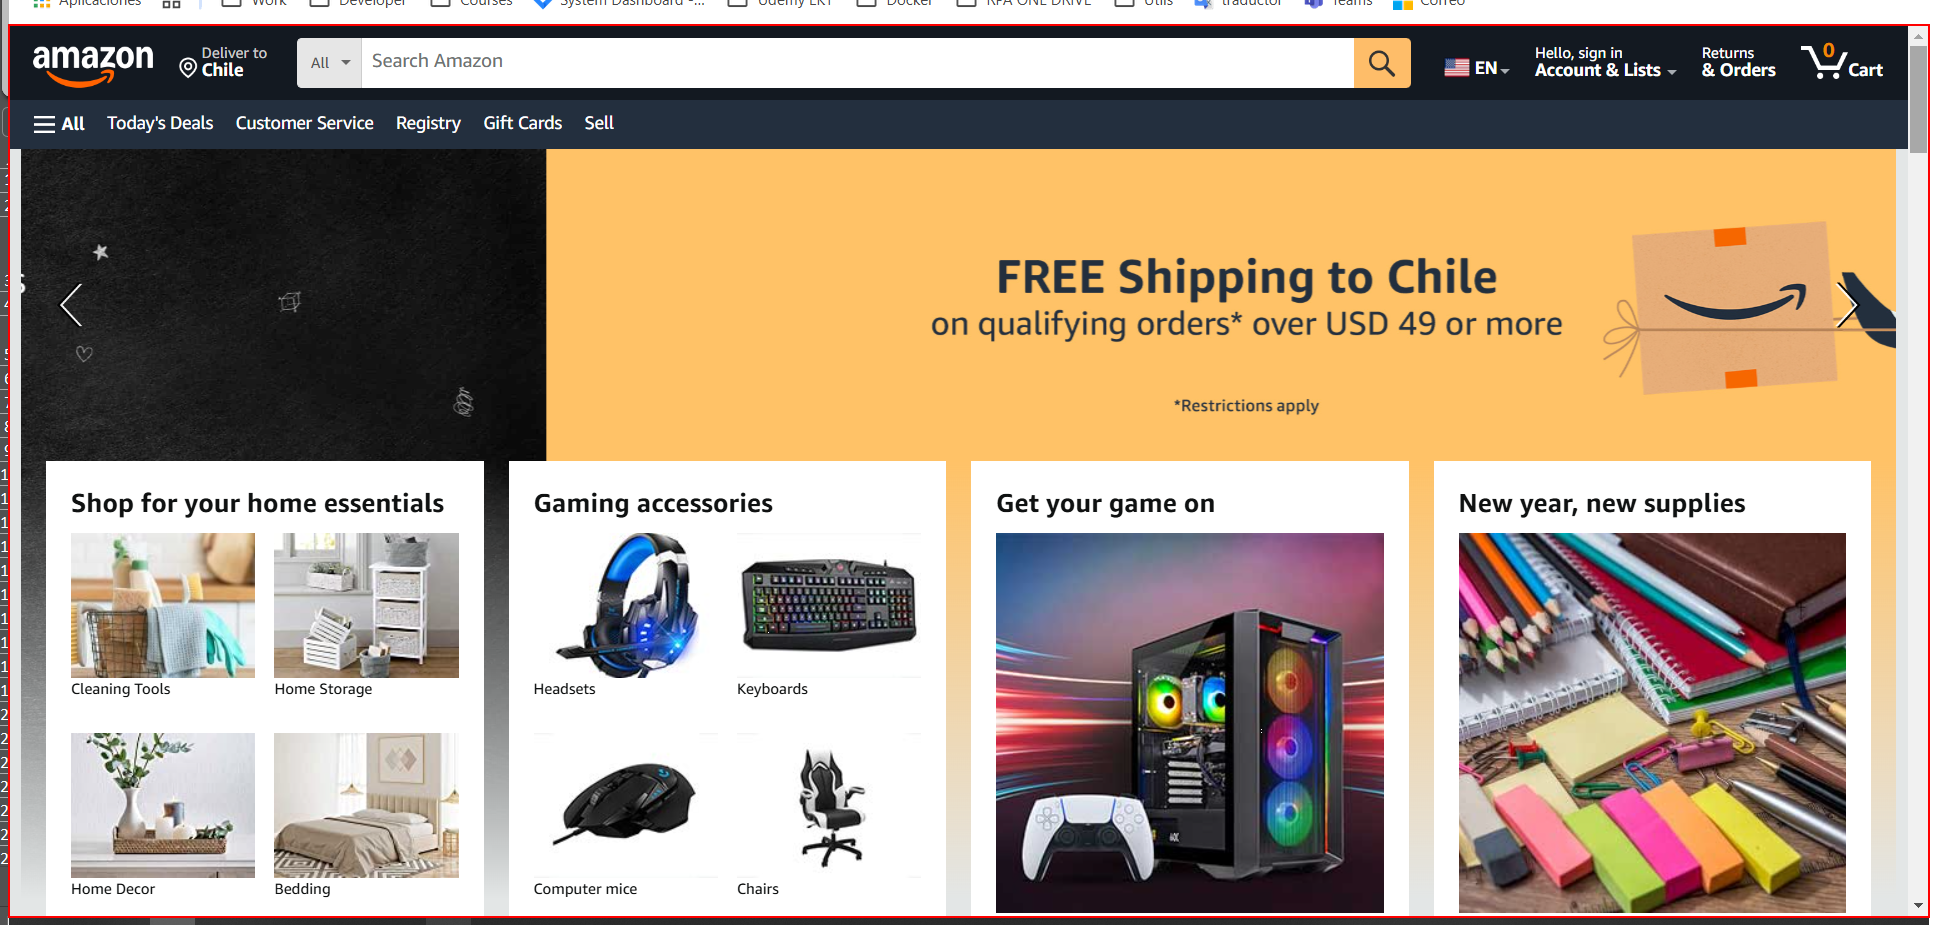 Aplicaciones Work Developer Courses System Dashboard -... Udemy EKT Docker RPA ONE DRIVE Utils traductor Teams Correo
amazon
Deliver to
Chile
All
Search Amazon
EN
Hello, sign in
Account & Lists
Returns
& Orders
0
Cart
All Today's Deals Customer Service Registry Gift Cards Sell
FREE Shipping to Chile
on qualifying orders* over USD 49 or more
*Restrictions apply
Shop for your home essentials
Cleaning Tools
Home Storage
Home Decor
Bedding
Gaming accessories
Headsets
Keyboards
Computer mice
Chairs
Get your game on
New year, new supplies